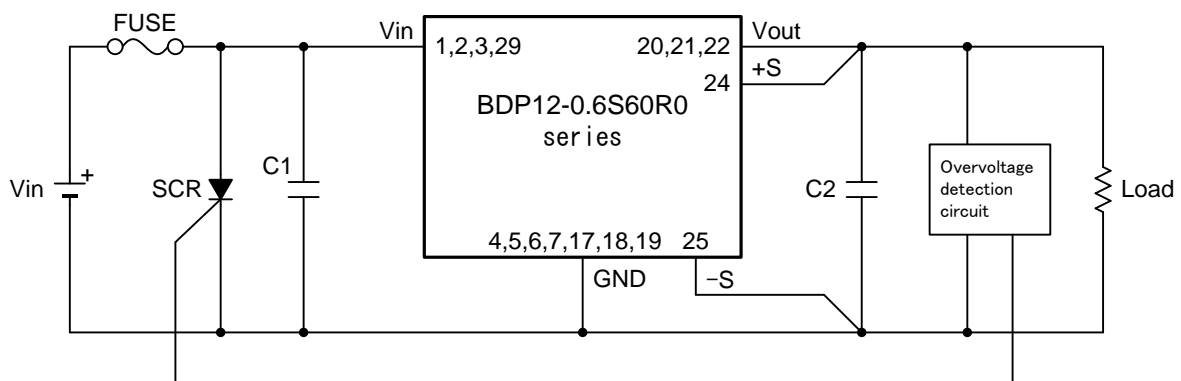 FUSE
Vin
Vout
1,2,3,29
20,21,22
+S
24
BDP12-0.6S60R0
series
C1
Overvoltage
detection
circuit
+
Vin
SCR
C2
Load
4,5,6,7,17,18,19
25
GND
−S